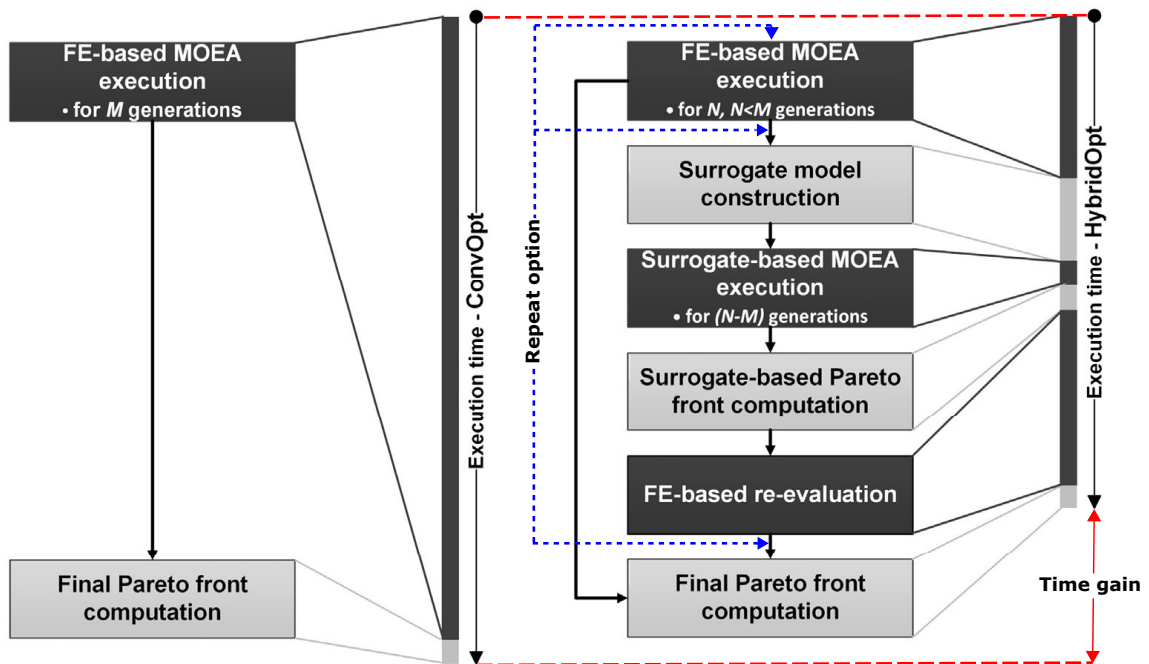 FE-based MOEA
execution
• for M generations
Final Pareto front
computation
Execution time - ConvOpt
Repeat option
FE-based MOEA
execution
• for N, N<M generations
Surrogate model
construction
Surrogate-based MOEA
execution
• for (N-M) generations
Surrogate-based Pareto
front computation
FE-based re-evaluation
Final Pareto front
computation
Execution time - HybridOpt
Time gain